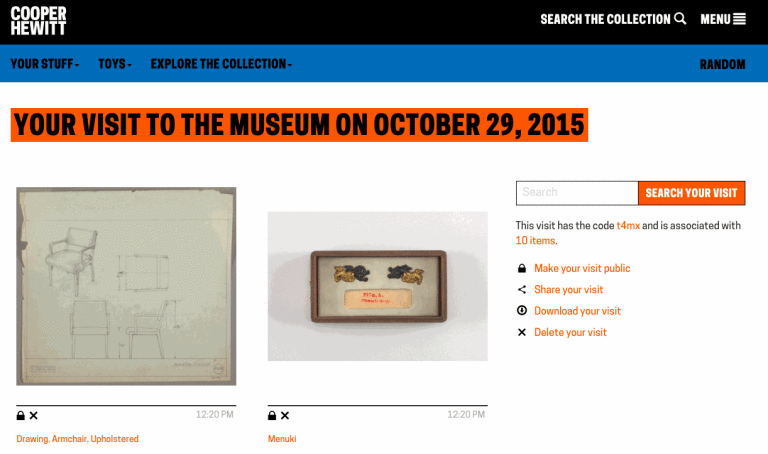 COOPER
HEWITT
SEARCH THE COLLECTION
MENU
YOUR STUFF
TOYS
EXPLORE THE COLLECTION
RANDOM
YOUR VISIT TO THE MUSEUM ON OCTOBER 29, 2015
Search
SEARCH YOUR VISIT
This visit has the code t4mx and is associated with
10 items.
Make your visit public
Share your visit
Download your visit
Delete your visit
12:20 PM
12:20 PM
Drawing, Armchair, Upholstered
Menuki